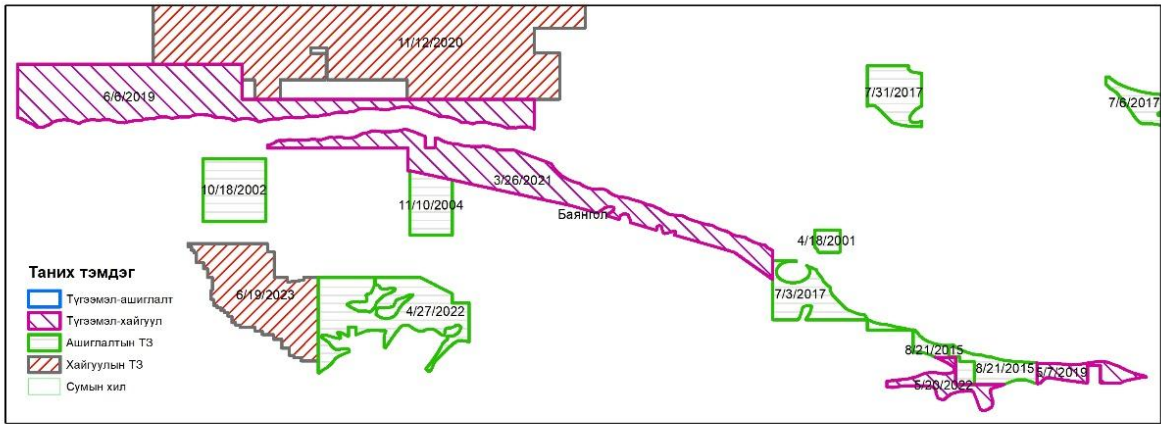 11/12/2020
6/6/2019
7/31/2017
7/6/2017
10/18/2002
3/26/2021
11/10/2004
Баянгол
4/18/2001
6/19/2023
7/3/2017
4/27/2022
8/21/2015
8/21/2015
5/7/2019
5/20/2022
Таних тэмдэг
Түгээмэл-ашиглалт
Түгээмэл-хайгуул
Ашиглалтын ТЗ
Хайгуулын ТЗ
Сумын хил